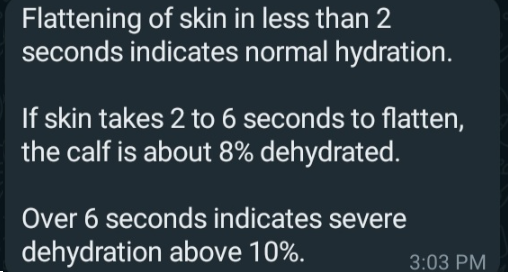 Flattening of skin in less than 2
seconds indicates normal hydration.
If skin takes 2 to 6 seconds to flatten,
the calf is about 8% dehydrated.
Over 6 seconds indicates severe
dehydration above 10%.
3:03 PM